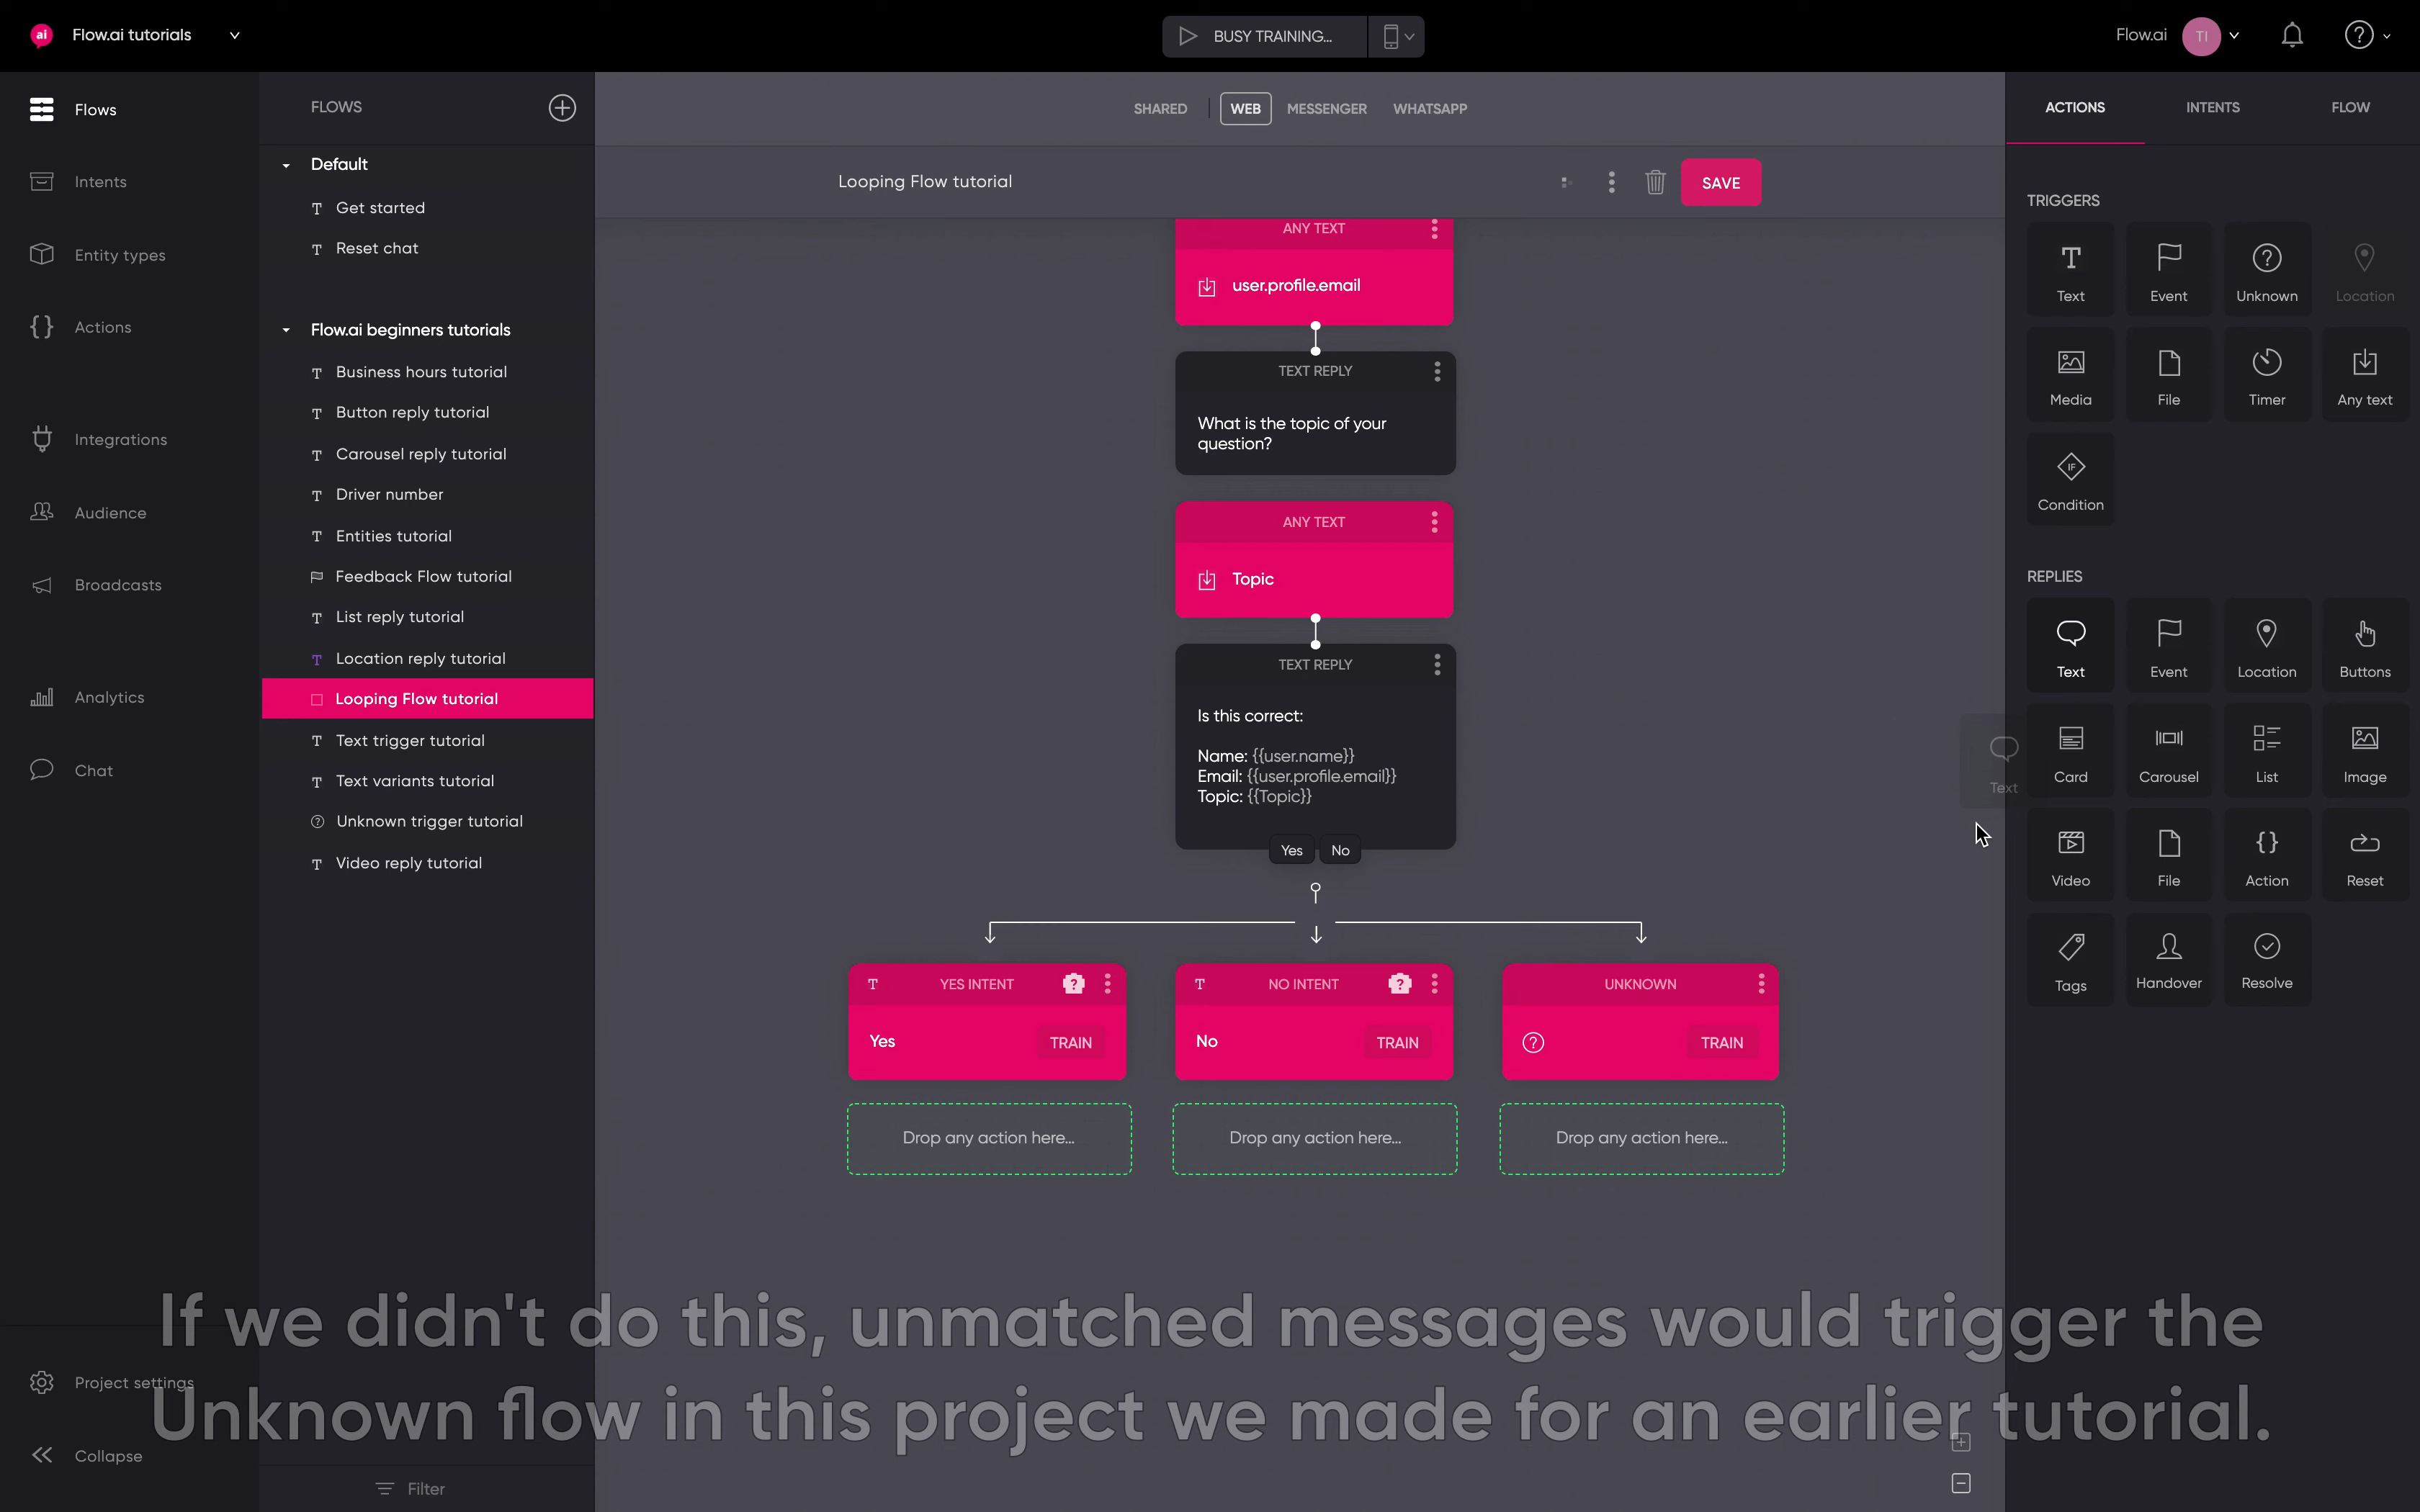 ai Flow.ai tutorials
BUSY TRAINING...
Flow.ai TI
?
Flows
Intents
Entity types
Actions
Integrations
Audience
Broadcasts
Analytics
Chat
Project settings
Collapse
FLOWS
Default
T Get started
T Reset chat
Flow.ai beginners tutorials
T Business hours tutorial
T Button reply tutorial
T Carousel reply tutorial
T Driver number
T Entities tutorial
Feedback Flow tutorial
T List reply tutorial
T Location reply tutorial
Looping Flow tutorial
T Text trigger tutorial
T Text variants tutorial
? Unknown trigger tutorial
T Video reply tutorial
Filter
SHARED WEB MESSENGER WHATSAPP
Looping Flow tutorial
SAVE
ANY TEXT
user.profile.email
TEXT REPLY
What is the topic of your
question?
ANY TEXT
Topic
TEXT REPLY
Is this correct:
Name: {{user.name}}
Email: {{user.profile.email}}
Topic: {{Topic}}
Yes No
T YES INTENT ?
Yes TRAIN
T NO INTENT ?
No TRAIN
UNKNOWN
? TRAIN
Drop any action here...
Drop any action here...
Drop any action here...
ACTIONS INTENTS FLOW
TRIGGERS
T ?
Text Event Unknown Location
Media File Timer Any text
IF
Condition
REPLIES
Text Event Location Buttons
Text
Card Carousel List Image
{}
Video File Action Reset
Tags Handover Resolve
If we didn't do this, unmatched messages would trigger the
Unknown flow in this project we made for an earlier tutorial.